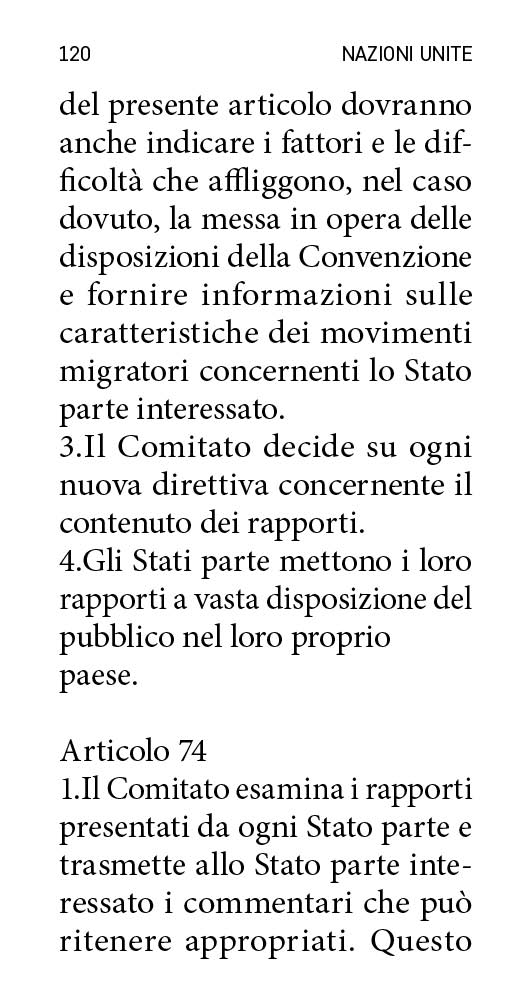 120 NAZIONI UNITE
del presente articolo dovranno
anche indicare i fattori e le dif-
ficoltà che affliggono, nel caso
dovuto, la messa in opera delle
disposizioni della Convenzione
e fornire informazioni sulle
caratteristiche dei movimenti
migratori concernenti lo Stato
parte interessato.
3.Il Comitato decide su ogni
nuova direttiva concernente il
contenuto dei rapporti.
4.Gli Stati parte mettono i loro
rapporti a vasta disposizione del
pubblico nel loro proprio
paese.
Articolo 74
1.Il Comitato esamina i rapporti
presentati da ogni Stato parte e
trasmette allo Stato parte inte-
ressato i commentari che può
ritenere appropriati. Questo